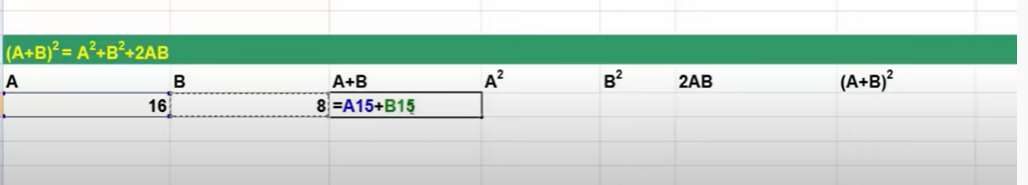 (A+B)²= A²+B²+2AB
A B A+B A² B² 2AB (A+B)²
16 8 =A15+B15